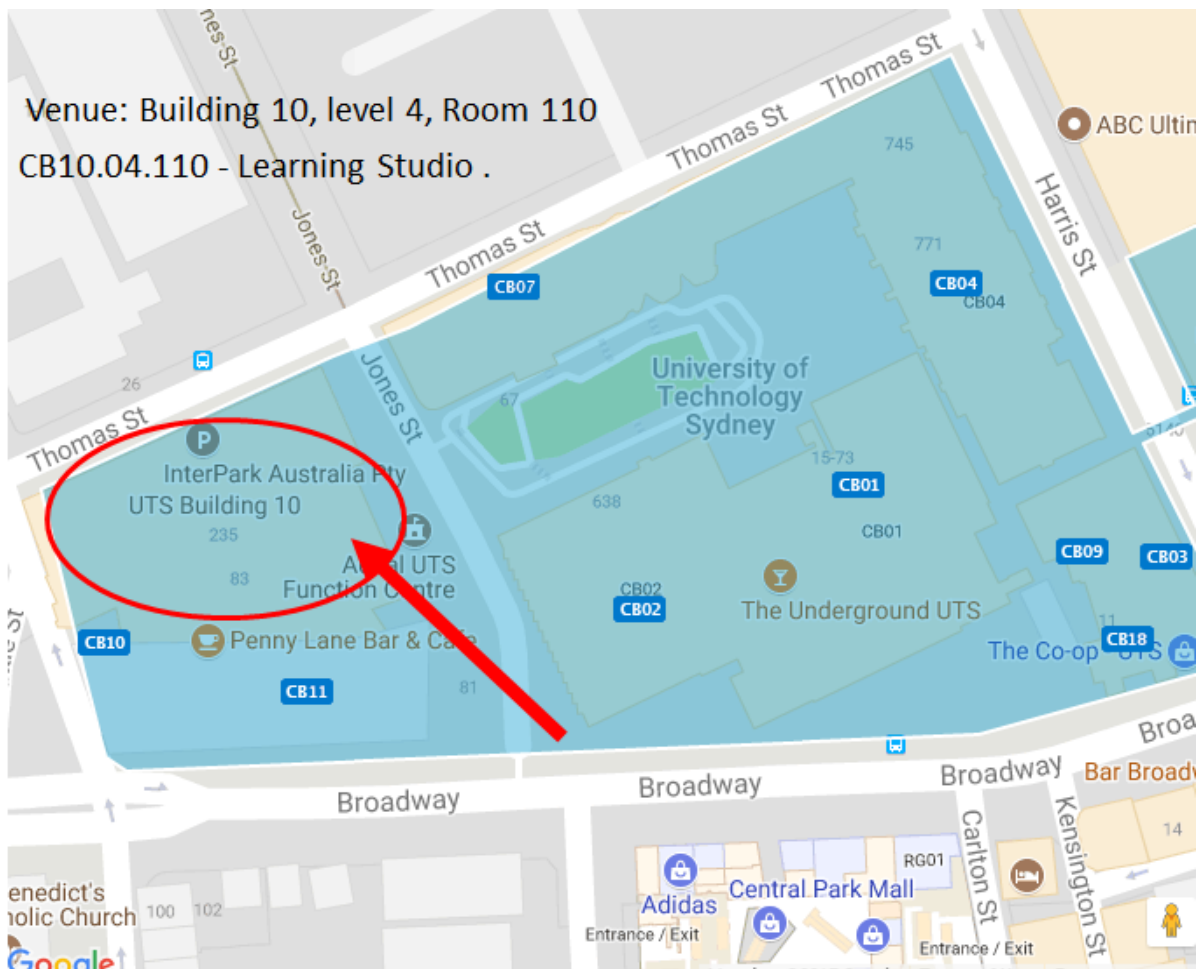 nes St
Thomas St
Thomas St
Thomas St
Venue: Building 10, level 4, Room 110
CB10.04.110 - Learning Studio .
ABC Ultim
745
Harris St
Jones St
771
CB04
CB04
CB07
26
Jones St
67
University of
Technology
Sydney
Thomas St
P
InterPark Australia Pty
UTS Building 10
235
83
15-73
CB01
CB01
638
5140
CB09
CB03
UTS
Function Centre
CB02
CB02
The Underground UTS
11
CB18
The Co-op UTS
CB10
Penny Lane Bar & Cafe
CB11
81
Broadway
Broadway
Broadway
Broa
Bar Broadw
Carlton St
Kensington St
14
RG01
Adidas
Central Park Mall
Entrance / Exit
Entrance / Exit
enedict's
holic Church
100
102
Google